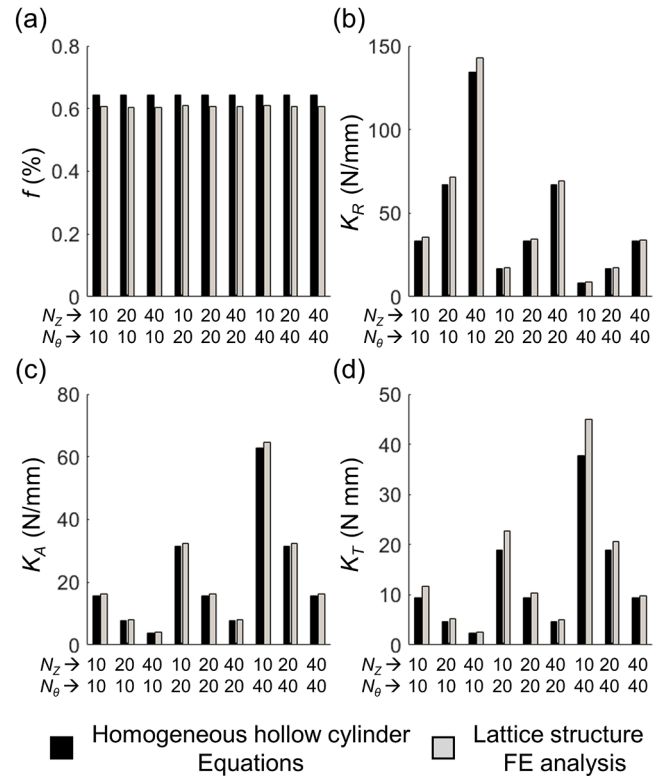 (a)
0.8
0.6
0.4
0.2
0
f (%)
N_Z → 10 20 40 10 20 40 10 20 40
N_θ → 10 10 10 20 20 20 40 40 40
(b)
150
100
50
0
K_R (N/mm)
N_Z → 10 20 40 10 20 40 10 20 40
N_θ → 10 10 10 20 20 20 40 40 40
(c)
80
60
40
20
0
K_A (N/mm)
N_Z → 10 20 40 10 20 40 10 20 40
N_θ → 10 10 10 20 20 20 40 40 40
(d)
50
40
30
20
10
0
K_T (N mm)
N_Z → 10 20 40 10 20 40 10 20 40
N_θ → 10 10 10 20 20 20 40 40 40
Homogeneous hollow cylinder
Equations
Lattice structure
FE analysis